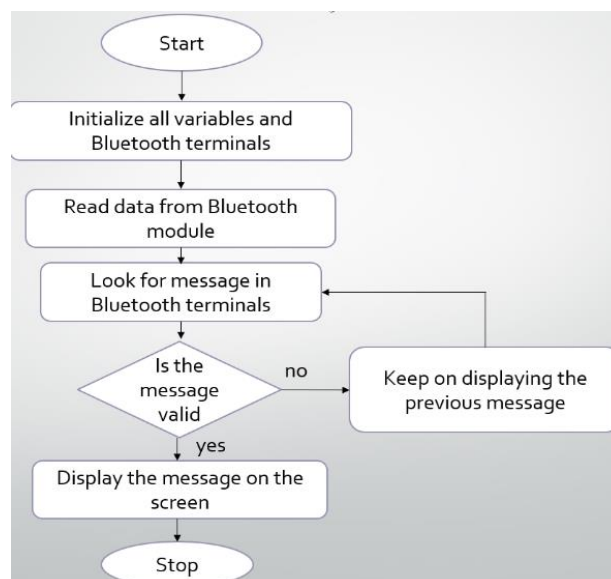 Start
Initialize all variables and
Bluetooth terminals
Read data from Bluetooth
module
Look for message in
Bluetooth terminals
Is the
message
valid
no
Keep on displaying the
previous message
yes
Display the message on the
screen
Stop